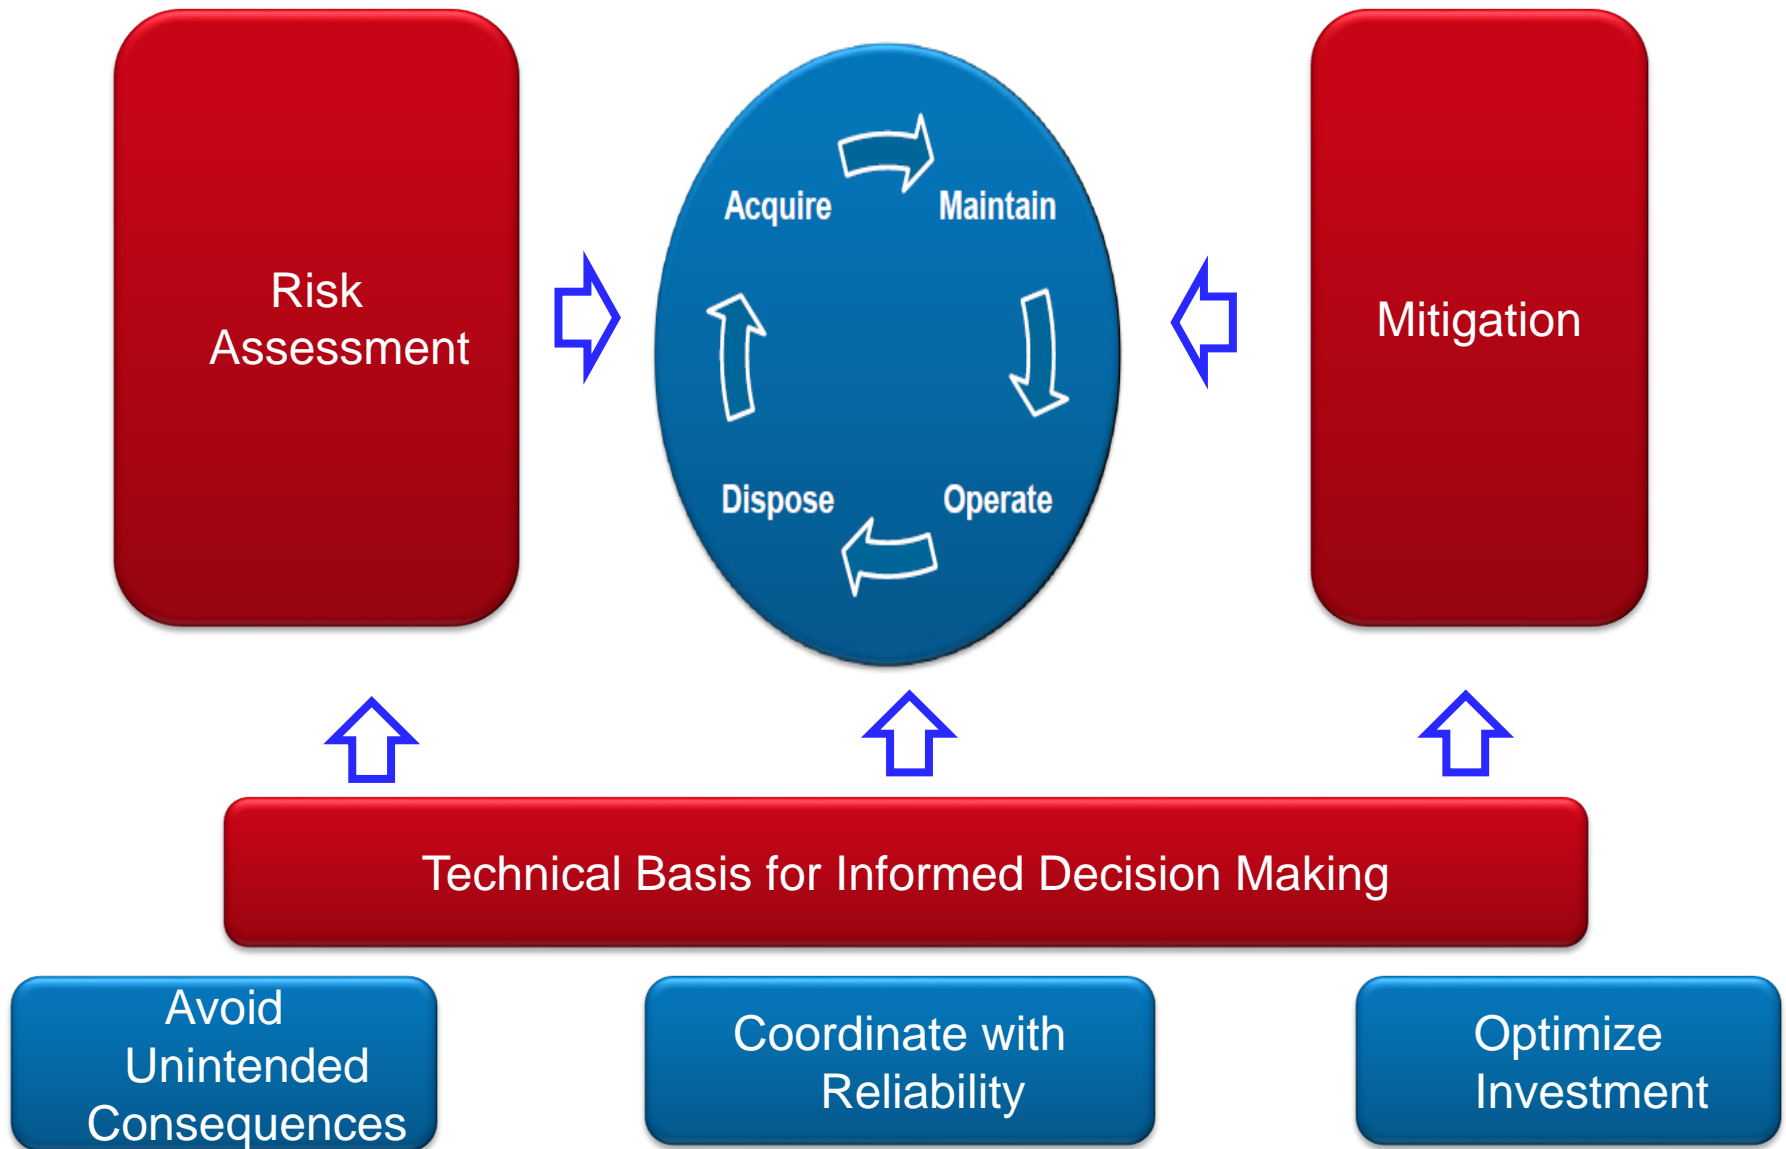 Risk
Assessment
Acquire
Maintain
Dispose
Operate
Mitigation
Technical Basis for Informed Decision Making
Avoid
Unintended
Consequences
Coordinate with
Reliability
Optimize
Investment